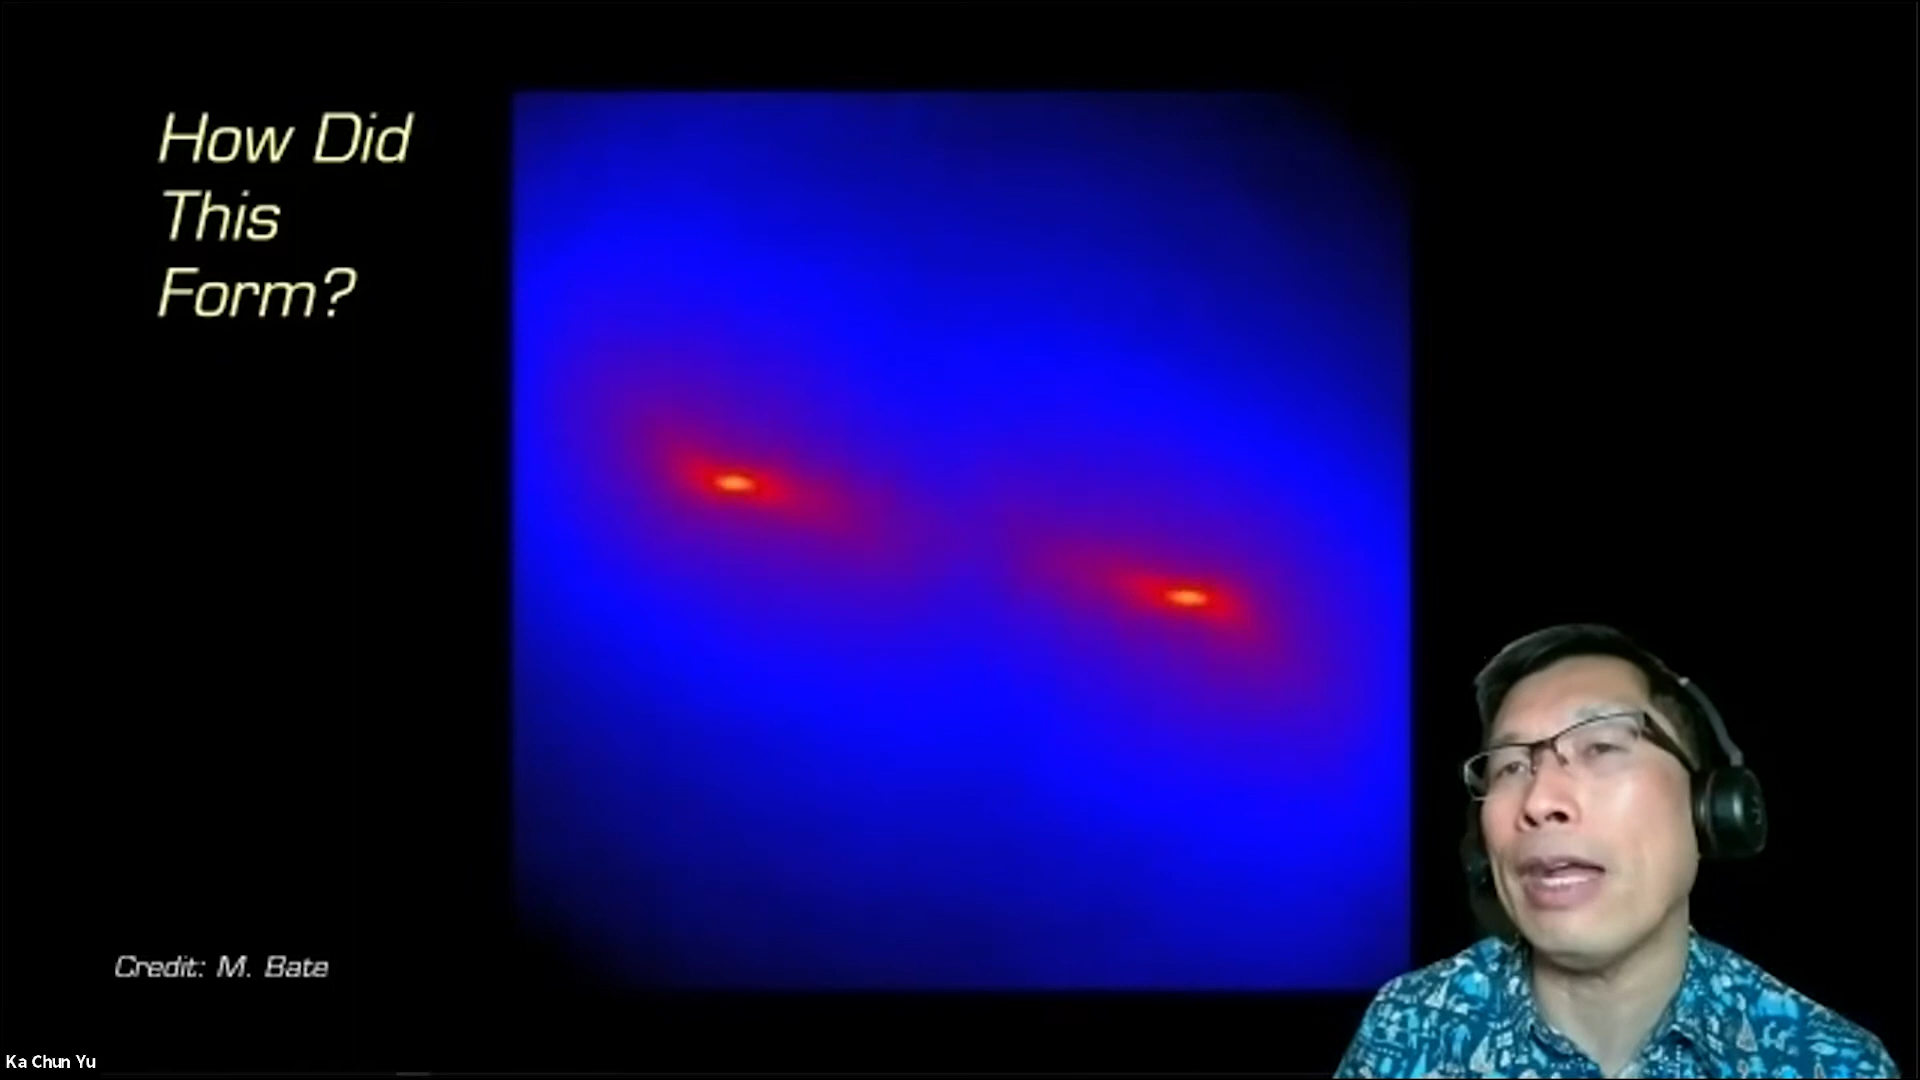 How Did
This
Form?
Credit: M. Bate
Ka Chun Yu